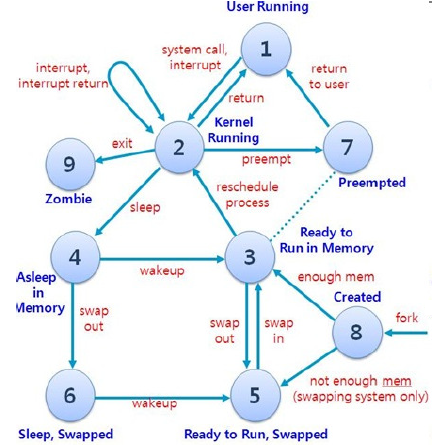 User Running
1
system call,
interrupt
interrupt,
interrupt return
return
return
to user
Kernel
Running
2
7
exit
preempt
9
Zombie
Preempted
sleep
reschedule
process
Ready to
Run in Memory
4
3
wakeup
enough mem
Asleep
in
Memory
Created
swap
out
swap
out
swap
in
fork
8
6
5
not enough mem
(swapping system only)
wakeup
Sleep, Swapped
Ready to Run, Swapped